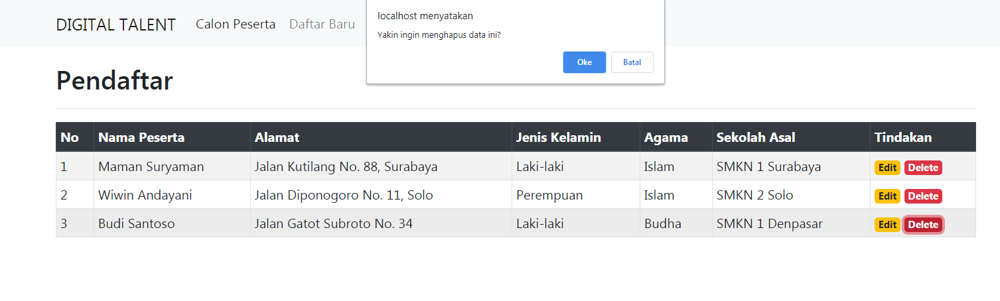 DIGITAL TALENT Calon Peserta Daftar Baru
localhost menyatakan
Yakin ingin menghapus data ini?
Oke Batal
Pendaftar
No Nama Peserta Alamat Jenis Kelamin Agama Sekolah Asal Tindakan
1 Maman Suryaman Jalan Kutilang No. 88, Surabaya Laki-laki Islam SMKN 1 Surabaya Edit Delete
2 Wiwin Andayani Jalan Diponogoro No. 11, Solo Perempuan Islam SMKN 2 Solo Edit Delete
3 Budi Santoso Jalan Gatot Subroto No. 34 Laki-laki Budha SMKN 1 Denpasar Edit Delete